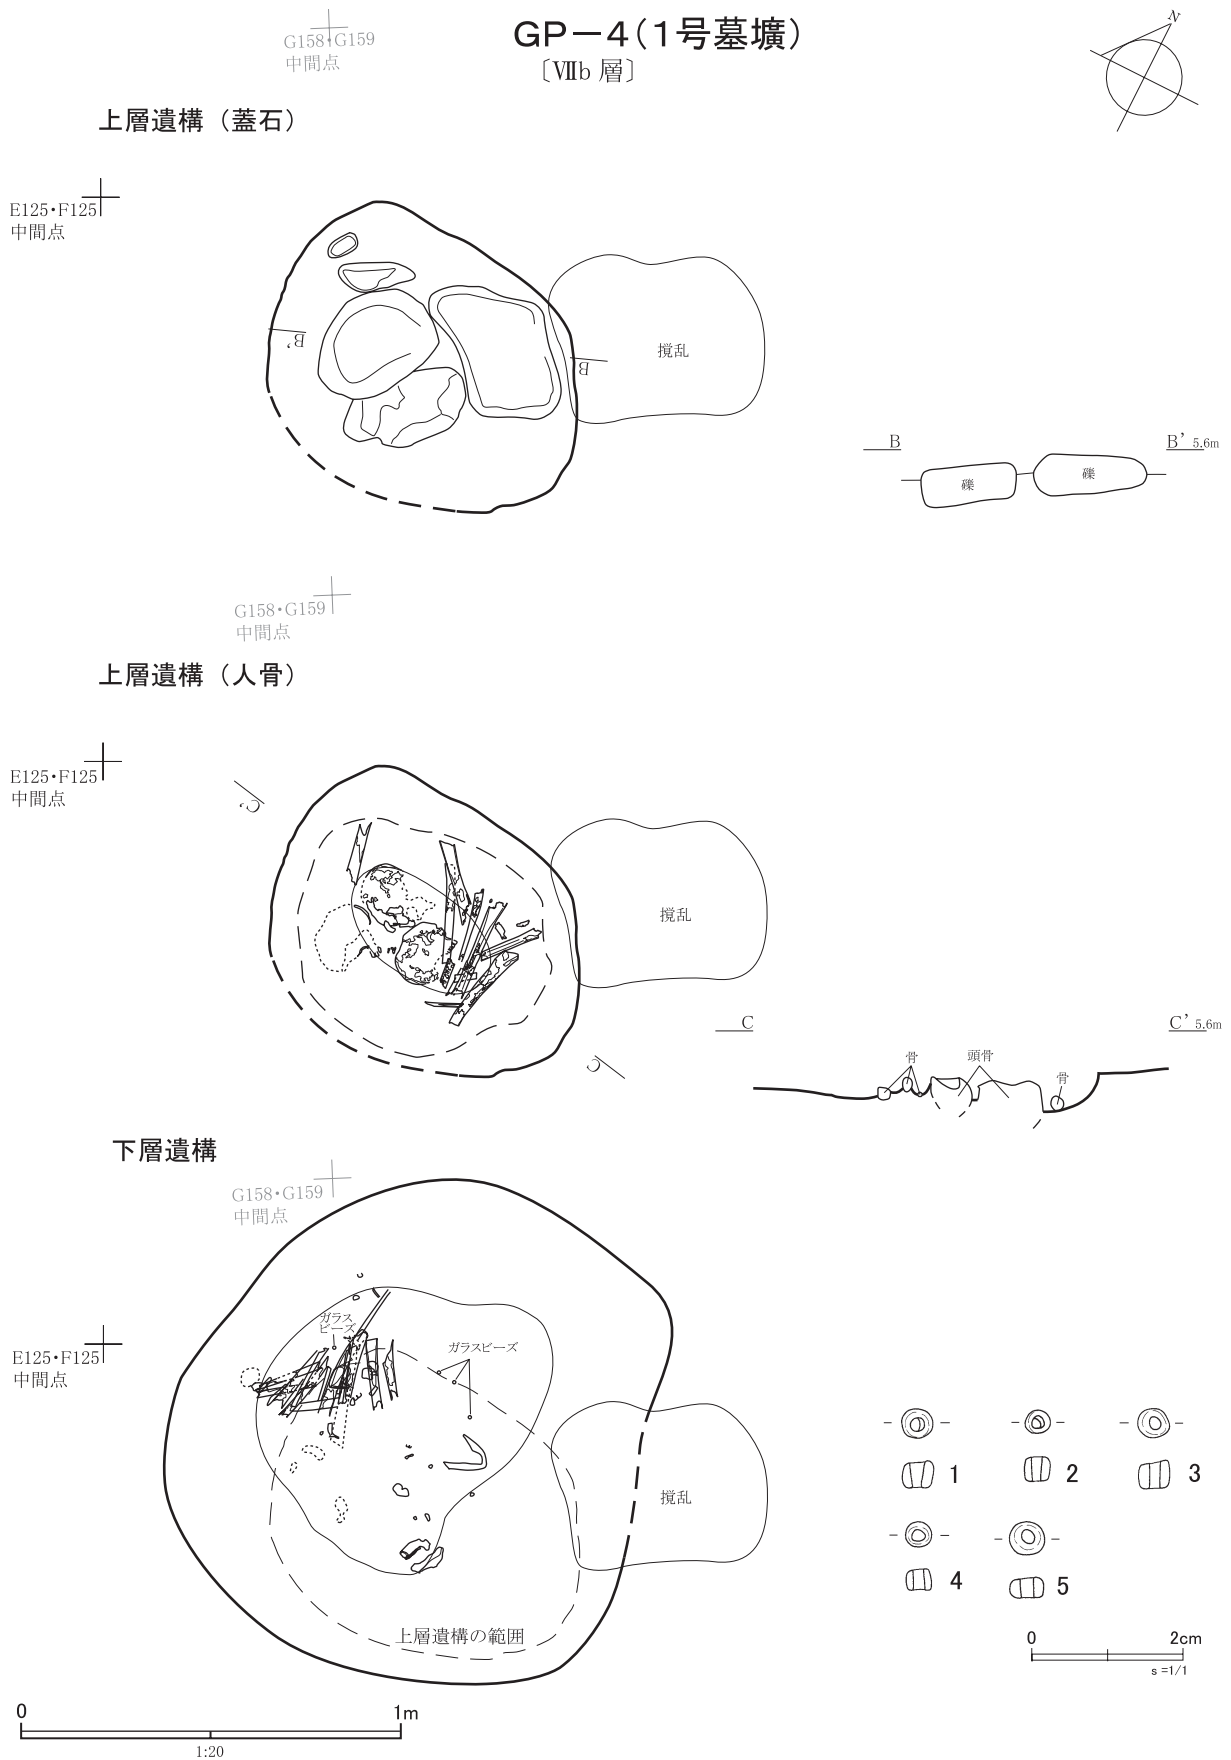 GP－4(1号墓壙)
〔Ⅶb 層〕
G158・G159
中間点
N
上層遺構（蓋石）
E125・F125
中間点
B’
B
撹乱
B
B’ 5.6m
礫
礫
G158・G159
中間点
上層遺構（人骨）
E125・F125
中間点
C’
撹乱
C
C
C’ 5.6m
骨
頭骨
骨
下層遺構
G158・G159
中間点
ガラス
ビーズ
ガラスビーズ
E125・F125
中間点
撹乱
上層遺構の範囲
1
2
3
4
5
0
2cm
s =1/1
0
1m
1:20